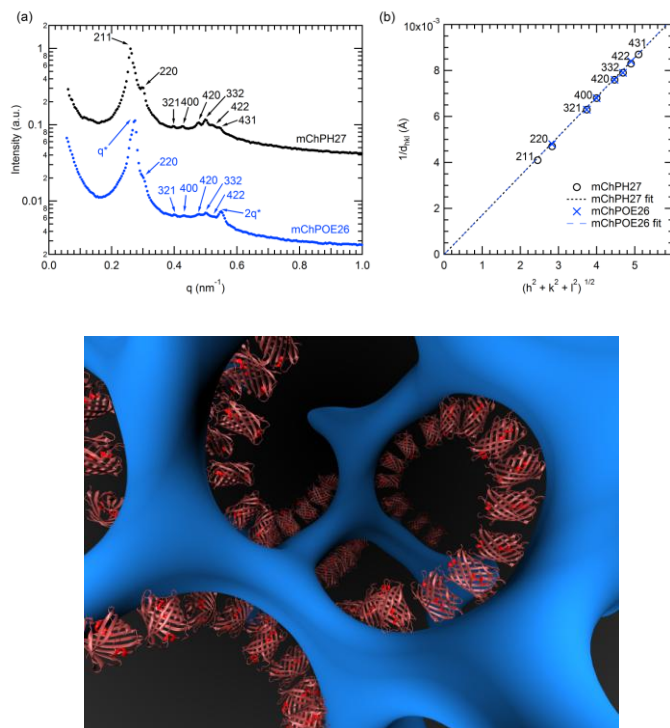 (a)
211
220
1
8
6
4
2
0.1
8
6
4
2
0.01
8
6
4
2
321 400 420 332
422
431
mChPH27
q*
220
321
400
420
332
422
2q*
mChPOE26
Intensity (a.u.)
0.0 0.2 0.4 0.6 0.8 1.0
q (nm-1)
(b)
10x10-3
8
6
4
2
0
1/dhkl (Å)
431
422
332
420
400
321
220
211
mChPH27
mChPH27 fit
mChPOE26
mChPOE26 fit
0 1 2 3 4 5
(h2 + k2 + l2) 1/2